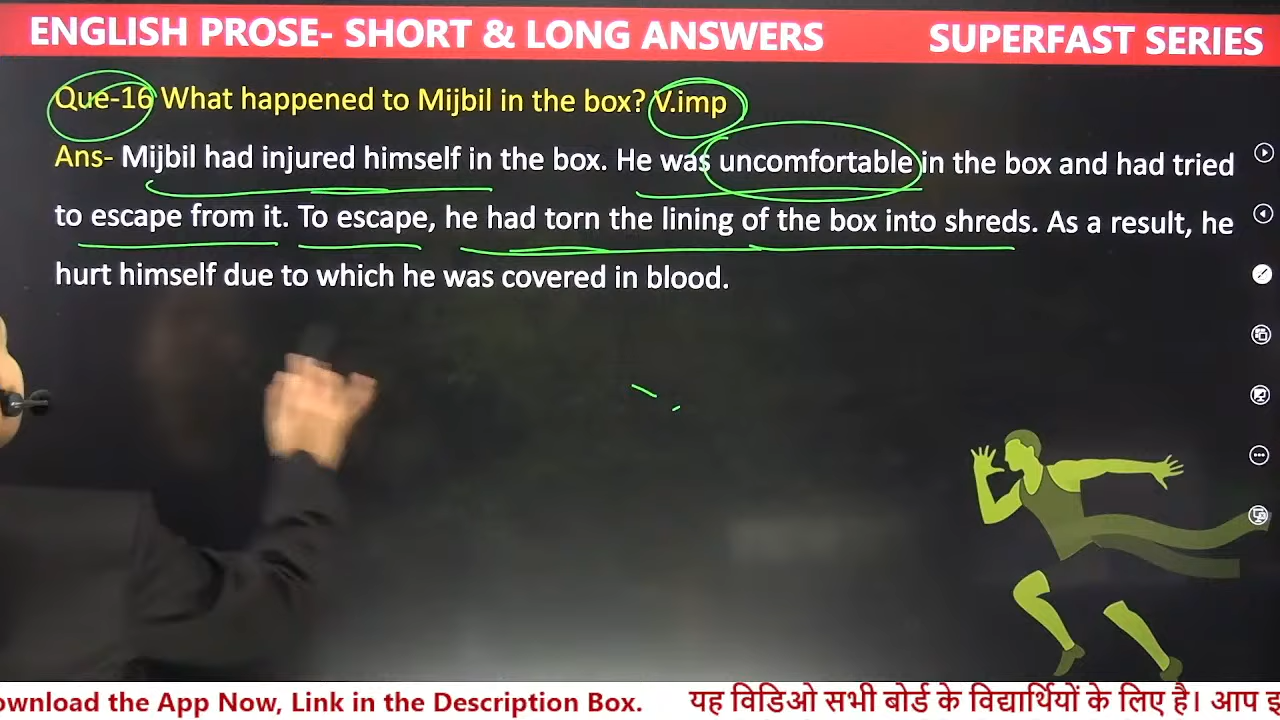 ENGLISH PROSE- SHORT & LONG ANSWERS SUPERFAST SERIES
Que-16 What happened to Mijbil in the box? V.imp
Ans- Mijbil had injured himself in the box. He was uncomfortable in the box and had tried
to escape from it. To escape, he had torn the lining of the box into shreds. As a result, he
hurt himself due to which he was covered in blood.
ownload the App Now, Link in the Description Box. यह विडिओ सभी बोर्ड के विद्यार्थियों के लिए है। आप